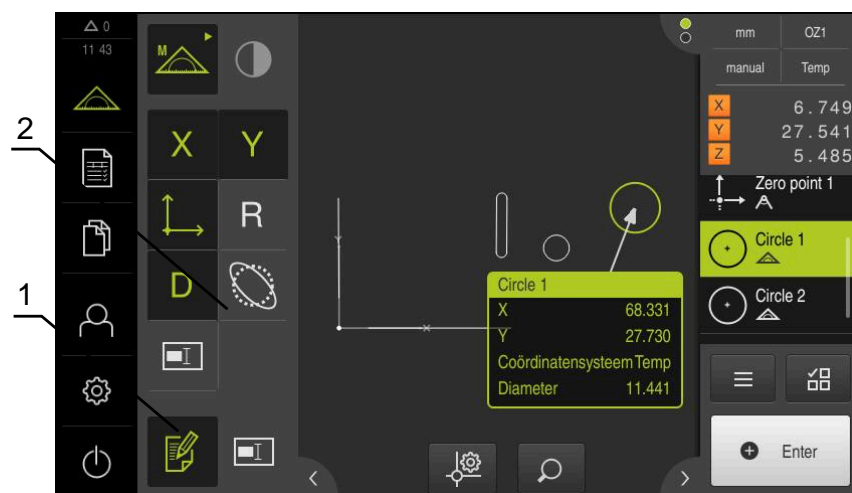 0
11 43
M
2
1
X
Y
R
D
Y
X
Circle 1
X 68.331
Y 27.730
Coördinatensysteem Temp
Diameter 11.441
mm OZ1
manual Temp
X 6.749
Y 27.541
Z 5.485
Zero point 1
Circle 1
Circle 2
Enter